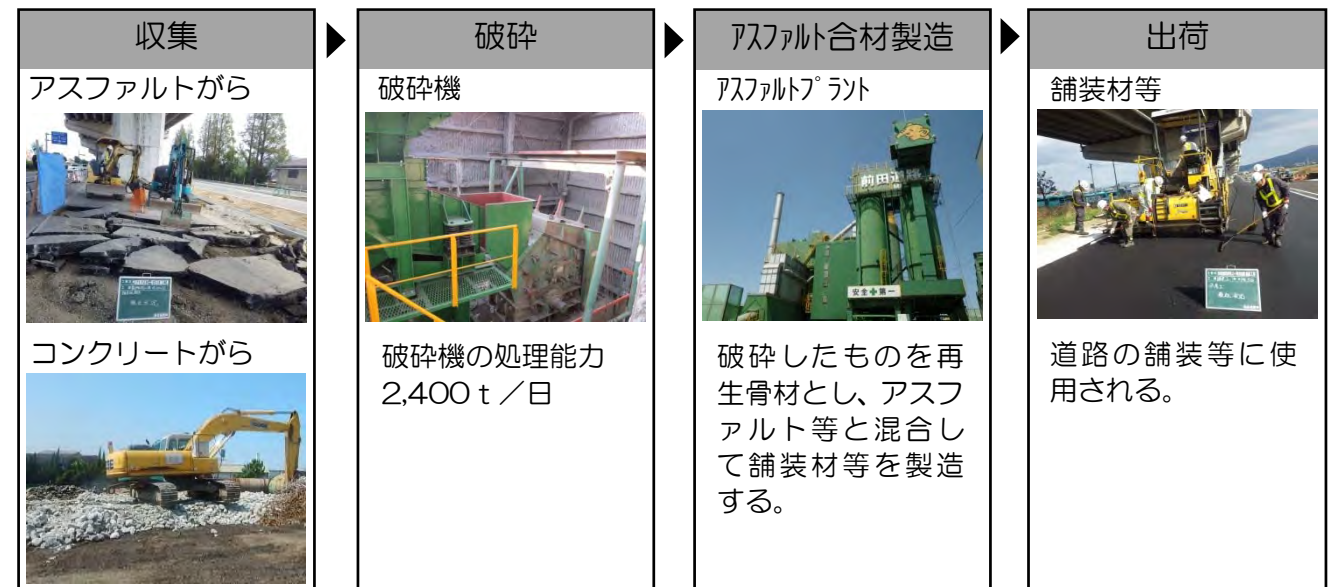 収集
アスファルトがら
コンクリートがら
破砕
破砕機
破砕機の処理能力
2,400ｔ／日
ｱｽﾌｧﾙﾄ合材製造
ｱｽﾌｧﾙﾄﾌﾟﾗﾝﾄ
前田道路
安全✚第一
破砕したものを再
生骨材とし、アスフ
ァルト等と混合し
て舗装材等を製造
する。
出荷
舗装材等
道路の舗装等に使
用される。